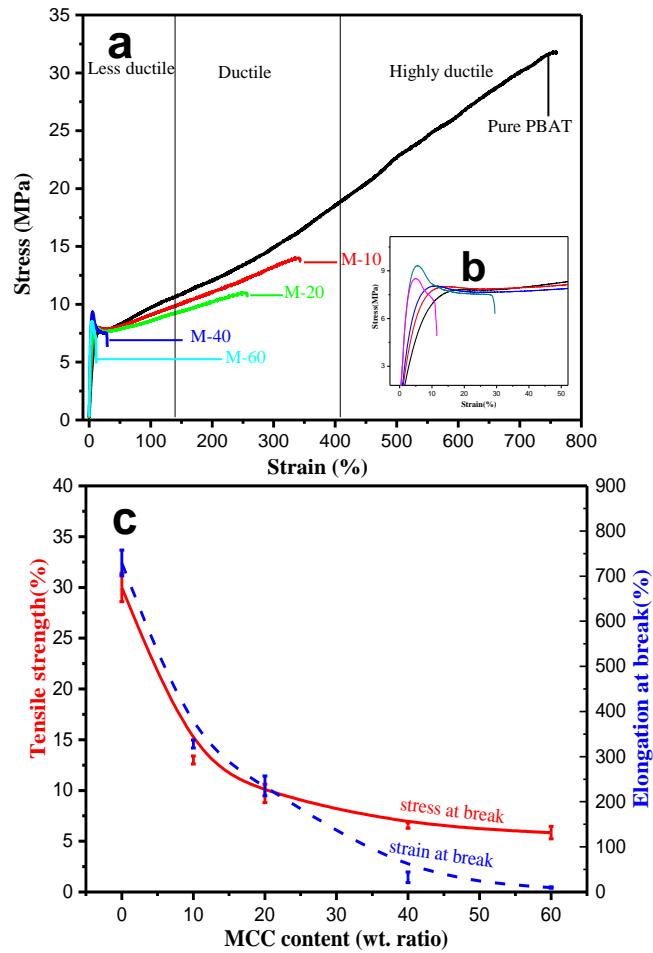 a
Less ductile
Ductile
Highly ductile
Pure PBAT
M-10
M-20
M-40
M-60
Stress (MPa)
35
30
25
20
15
10
5
0
0 100 200 300 400 500 600 700 800
Strain (%)
b
Stress(MPa)
9
6
3
0 10 20 30 40 50
Strain(%)
c
Tensile strength(%)
40
35
30
25
20
15
10
5
0
stress at break
strain at break
900
800
700
600
500
400
300
200
100
0
Elongation at break(%)
0 10 20 30 40 50 60
MCC content (wt. ratio)